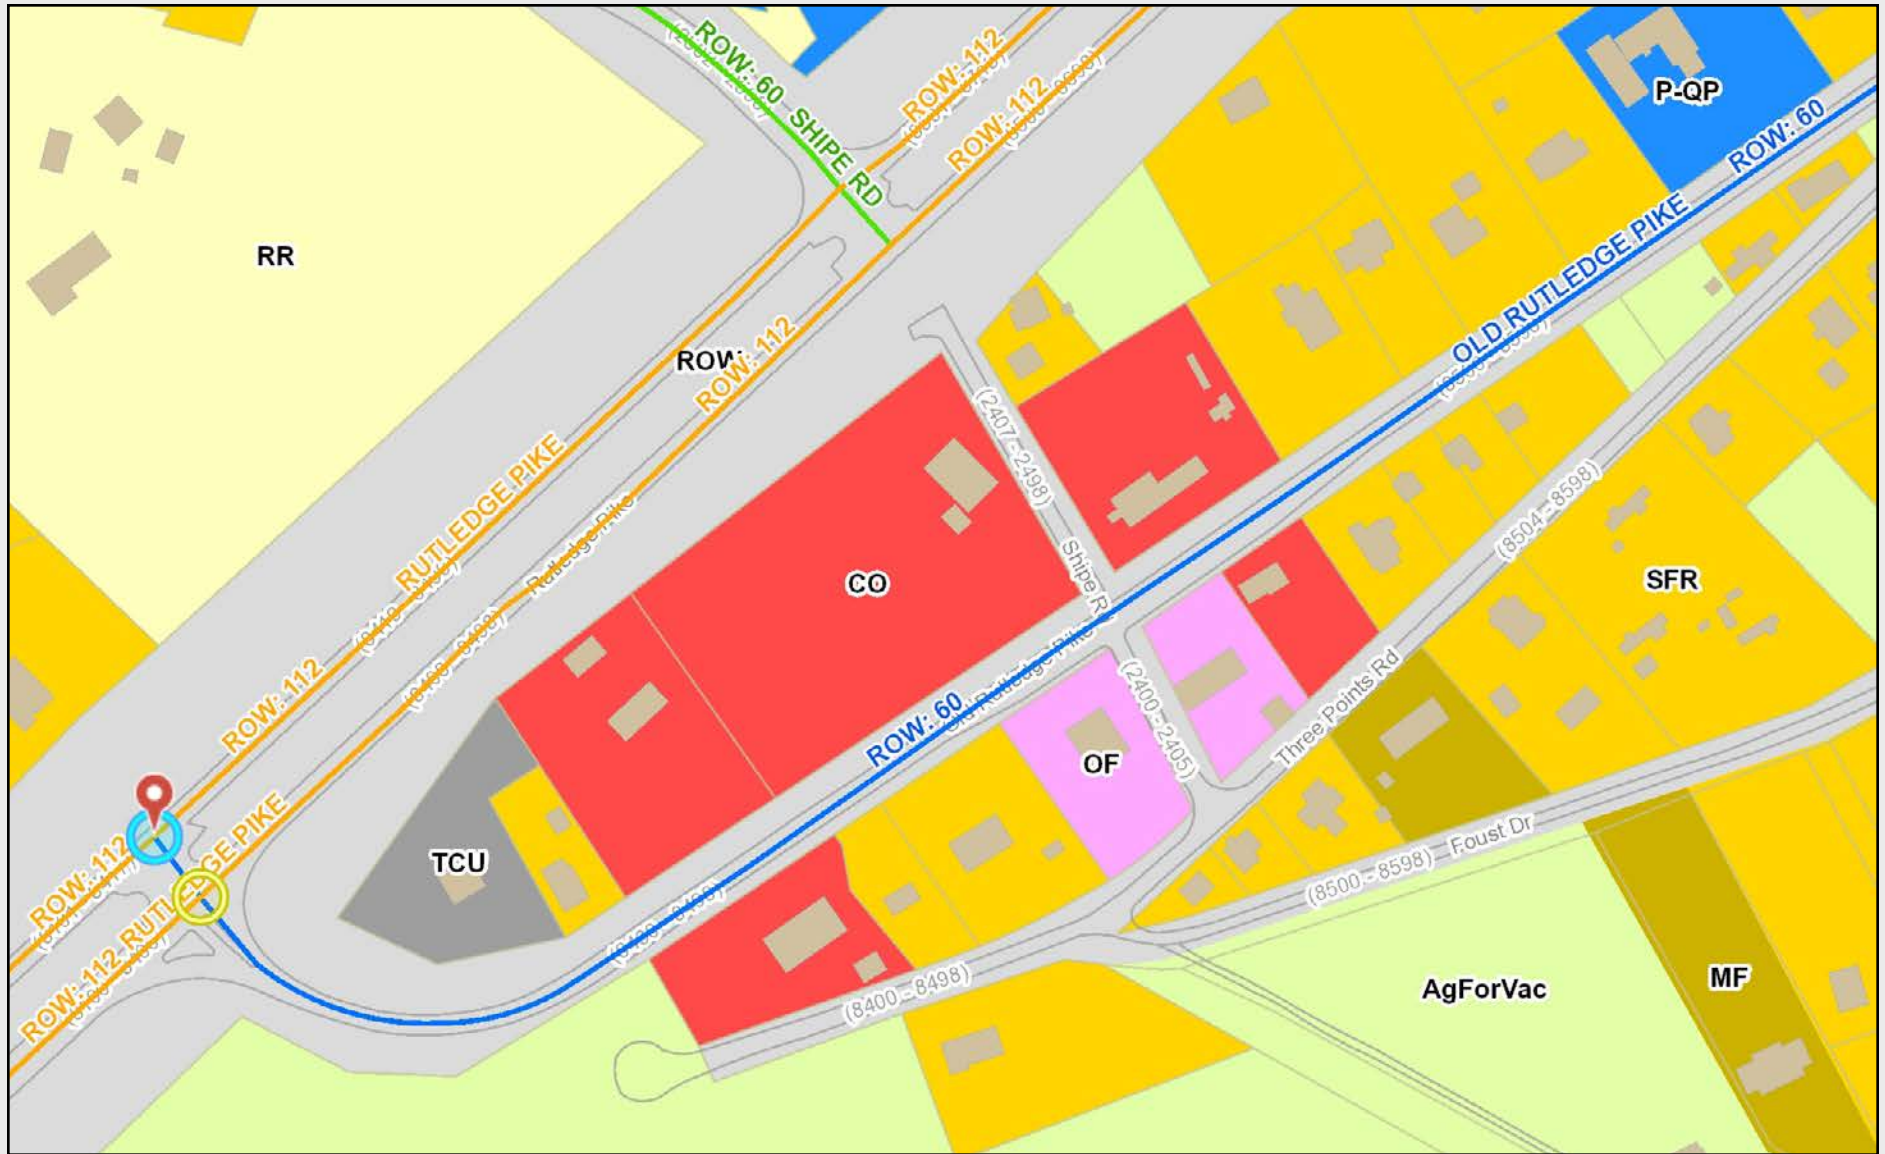 ROW: 60 SHIPE RD
ROW: 112
ROW: 112
P-QP
ROW: 60
OLD RUTLEDGE PIKE
RR
ROW
ROW: 112
(2407 - 2498)
RUTLEDGE PIKE
Rutledge Pike
(8504 - 8598)
CO
Shipe R
SFR
Old Rutledge Pike
ROW: 112
ROW: 60
(2400 - 2405)
Three Points Rd
OF
TCU
ROW: 112
ROW: 112 RUTLEDGE PIKE
(8500 - 8598) Foust Dr
(8400 - 8498)
AgForVac
MF